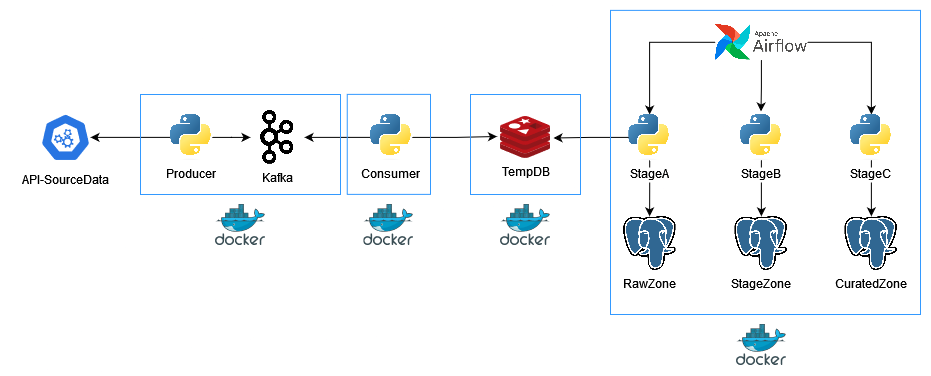 Apache
Airflow
API-SourceData
Producer
Kafka
Consumer
TempDB
StageA
StageB
StageC
docker
docker
docker
RawZone
StageZone
CuratedZone
docker